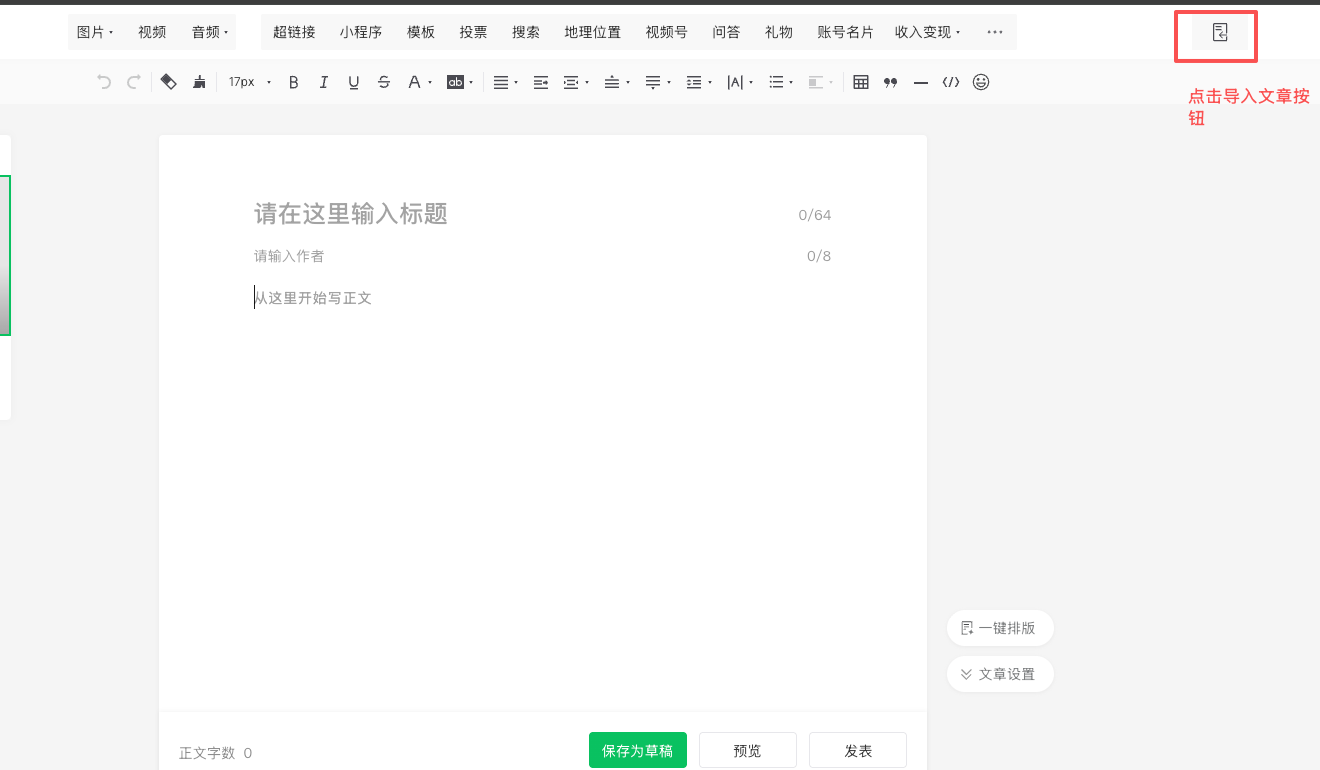 图片 视频 音频 超链接 小程序 模板 投票 搜索 地理位置 视频号 问答 礼物 账号名片 收入变现 ···
17px B I U S A ab |A| </>
点击导入文章按
钮
请在这里输入标题 0/64
请输入作者 0/8
从这里开始写正文
一键排版
文章设置
正文字数 0 保存为草稿 预览 发表